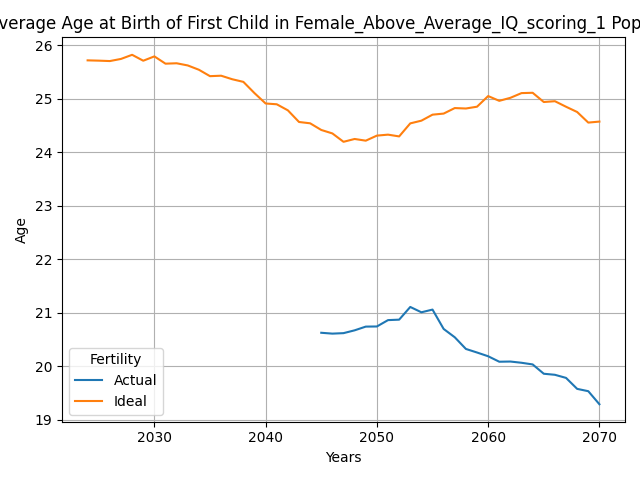 verage Age at Birth of First Child in Female_Above_Average_IQ_scoring_1 Pop
26
25
24
23
22
21
20
19
Age
Fertility
Actual
Ideal
2030 2040 2050 2060 2070
Years